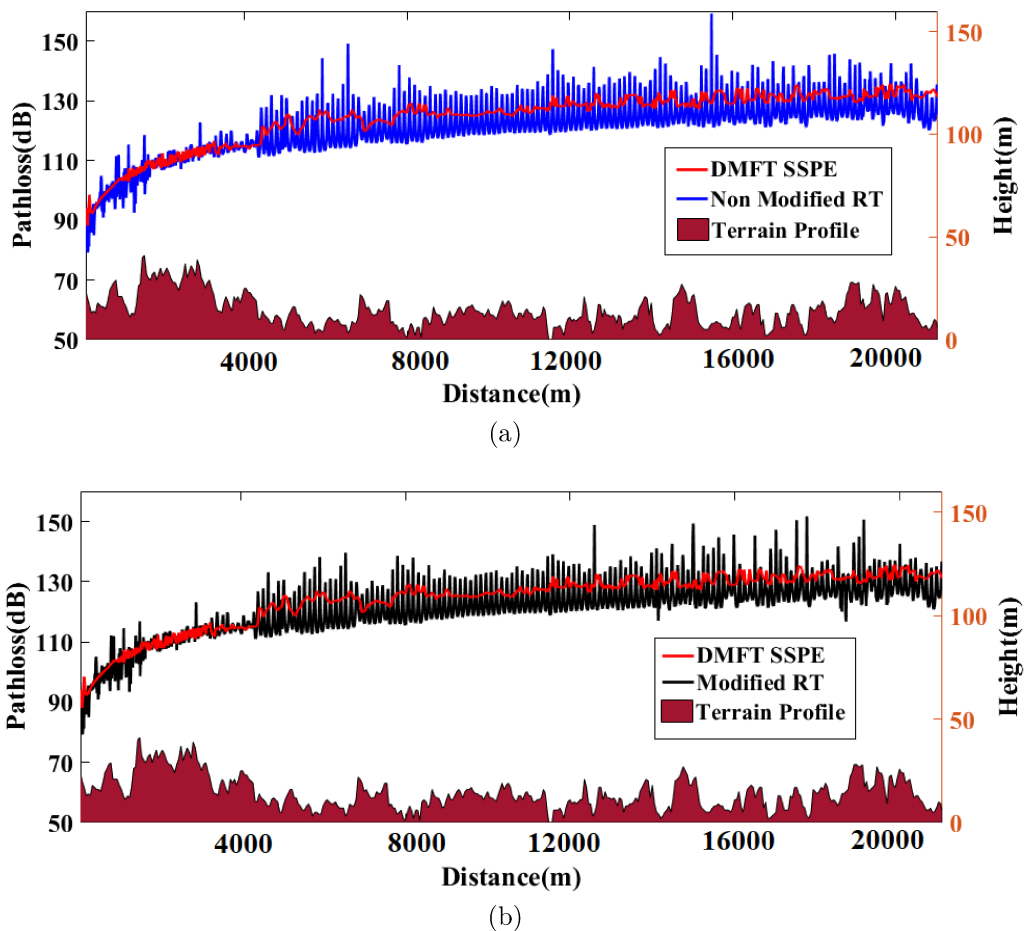 150
130
110
90
70
50
Pathloss(dB)
150
100
50
0
Height(m)
DMFT SSPE
Non Modified RT
Terrain Profile
4000 8000 12000 16000 20000
Distance(m)
(a)
150
130
110
90
70
50
Pathloss(dB)
150
100
50
0
Height(m)
DMFT SSPE
Modified RT
Terrain Profile
4000 8000 12000 16000 20000
Distance(m)
(b)